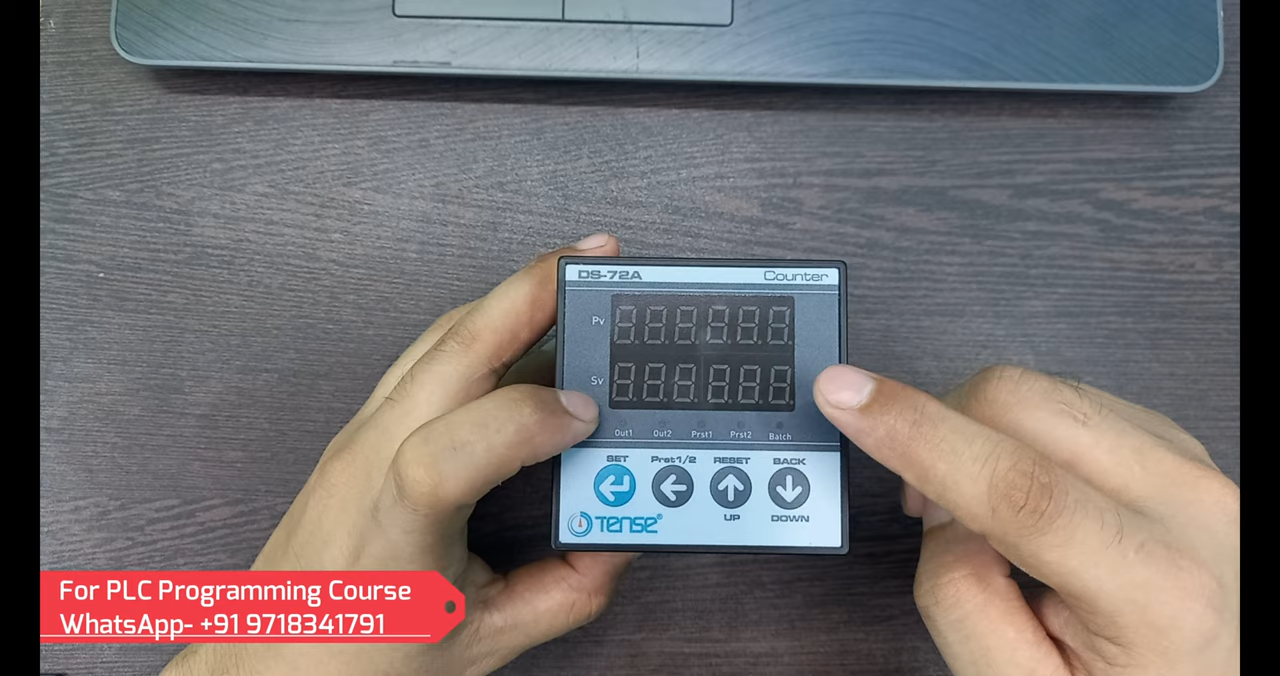 DS-72A Counter
Pv
Sv
Out1 Out2 Prst1 Prst2 Batch
SET Prst1/2 RESET BACK
UP DOWN
TENSE®
For PLC Programming Course
WhatsApp- +91 9718341791